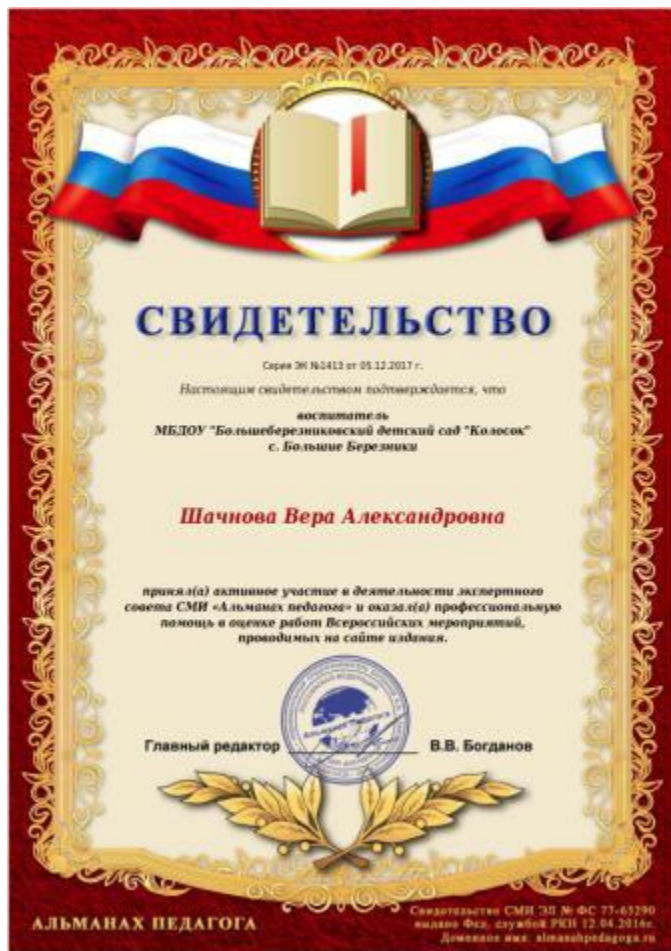 СВИДЕТЕЛЬСТВО
Серия ЭК №1413 от 05.12.2017 г.
Настоящим свидетельством подтверждается, что
воспитатель
МБДОУ "Большеберезниковский детский сад "Колосок"
с. Большие Березники
Шачнова Вера Александровна
принял(а) активное участие в деятельности экспертного
совета СМИ «Альманах педагога» и оказал(а) профессиональную
помощь в оценке работ Всероссийских мероприятий,
проводимых на сайте издания.
Альманах Педагога
Главный редактор В.В. Богданов
АЛЬМАНАХ ПЕДАГОГА
Свидетельство СМИ ЭЛ № ФС 77-65290
выдано Фед. службой РКН 12.04.2016г.
Доменное имя: almanahpedagoga.ru